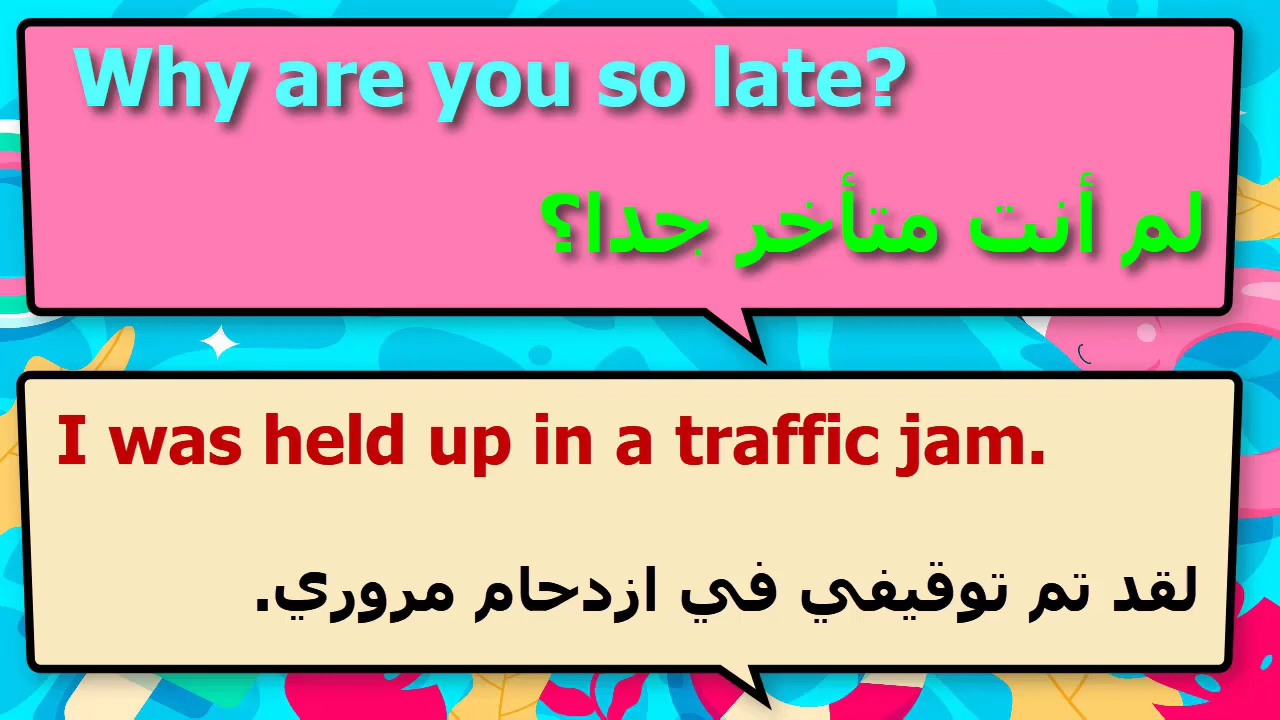 Why are you so late?
لم أنت متأخر جدا؟
I was held up in a traffic jam.
لقد تم توقيفي في ازدحام مروري.